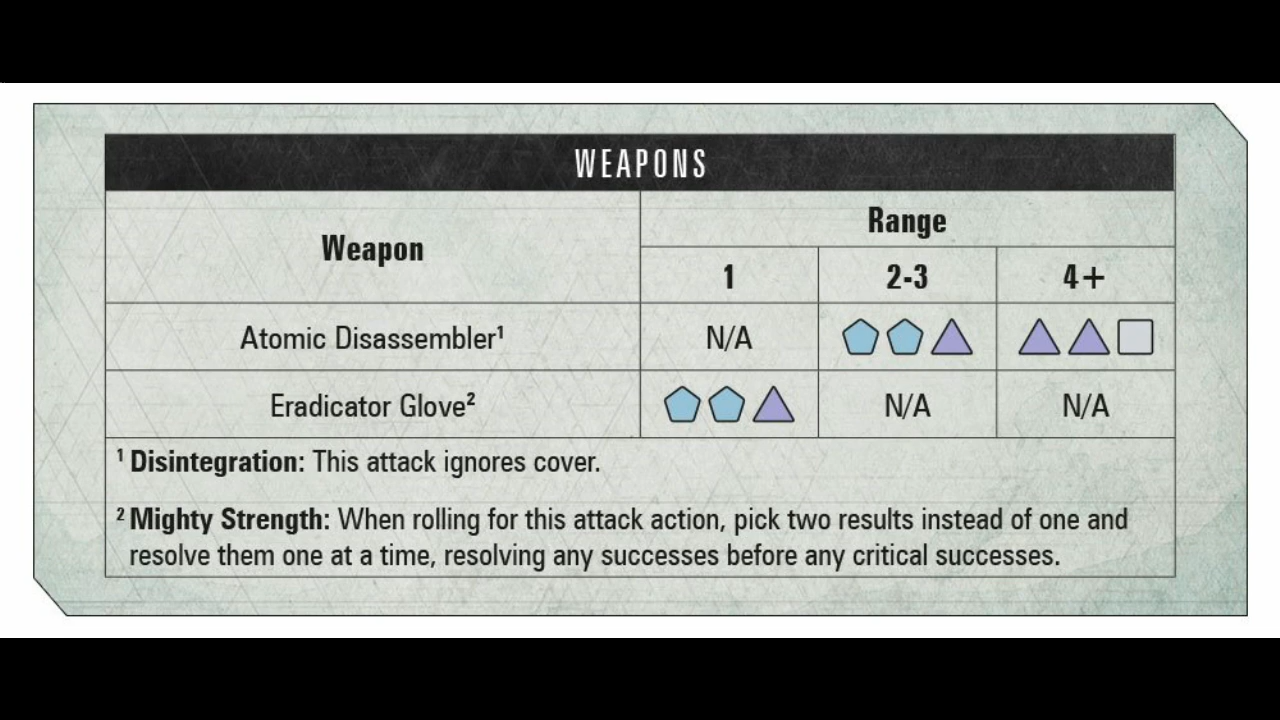 WEAPONS
Weapon
Range
1
2-3
4+
Atomic Disassembler¹
N/A
Eradicator Glove²
N/A
N/A
¹ Disintegration: This attack ignores cover.
² Mighty Strength: When rolling for this attack action, pick two results instead of one and
resolve them one at a time, resolving any successes before any critical successes.